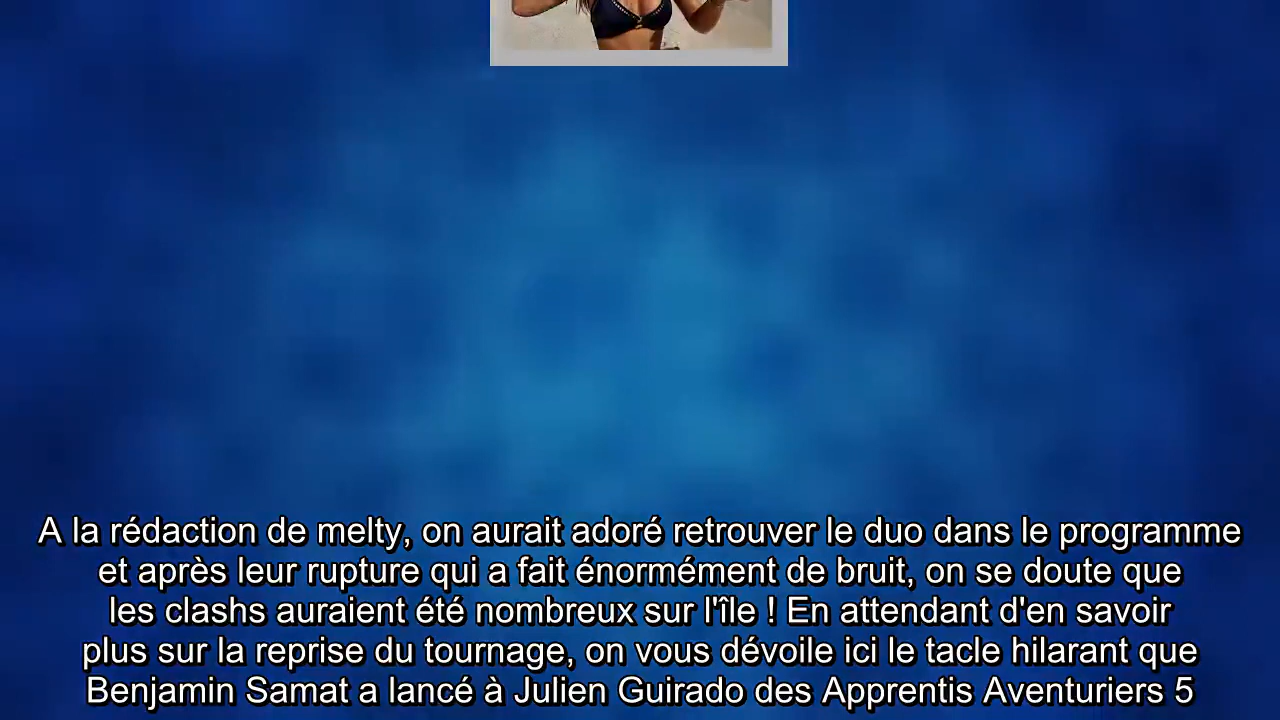 A la rédaction de melty, on aurait adoré retrouver le duo dans le programme
et après leur rupture qui a fait énormément de bruit, on se doute que
les clashs auraient été nombreux sur l'île ! En attendant d'en savoir
plus sur la reprise du tournage, on vous dévoile ici le tacle hilarant que
Benjamin Samat a lancé à Julien Guirado des Apprentis Aventuriers 5